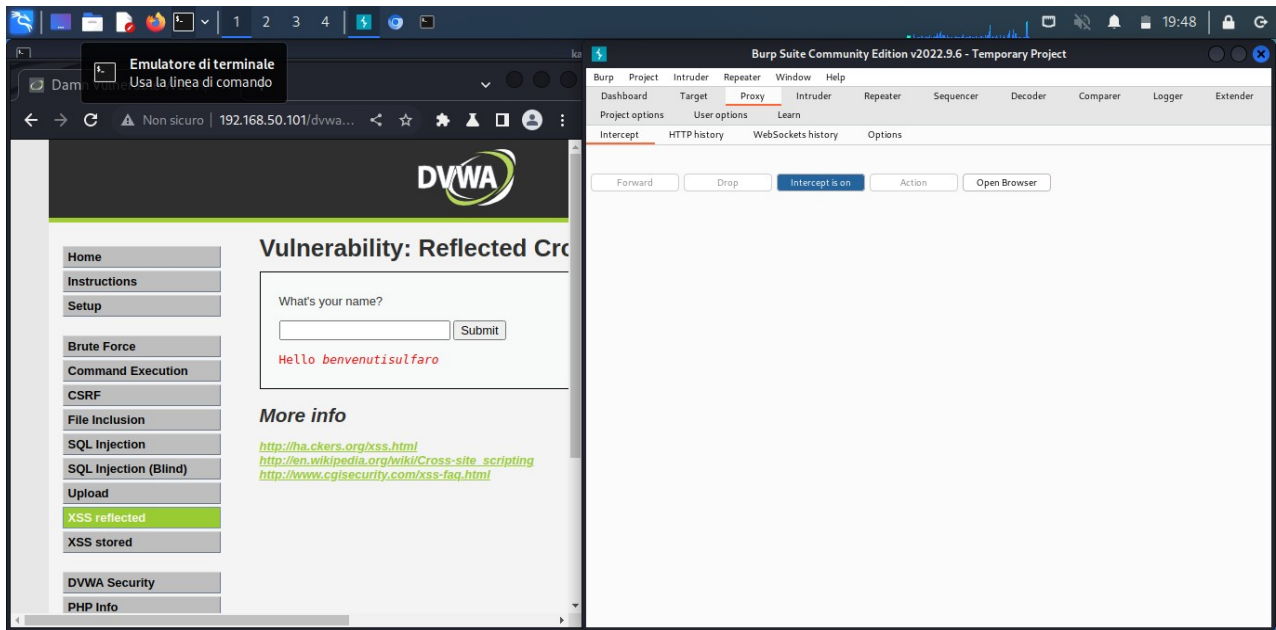 1 2 3 4
19:48
Emulatore di terminale
Usa la linea di comando
Non sicuro | 192.168.50.101/dvwa...
DVWA
Home
Instructions
Setup
Brute Force
Command Execution
CSRF
File Inclusion
SQL Injection
SQL Injection (Blind)
Upload
XSS reflected
XSS stored
DVWA Security
PHP Info
Vulnerability: Reflected Cro
What's your name?
Submit
Hello benvenutisulfaro
More info
http://ha.ckers.org/xss.html
http://en.wikipedia.org/wiki/Cross-site_scripting
http://www.cgisecurity.com/xss-faq.html
Burp Suite Community Edition v2022.9.6 - Temporary Project
Burp Project Intruder Repeater Window Help
Dashboard Target Proxy Intruder Repeater Sequencer Decoder Comparer Logger Extender
Project options User options Learn
Intercept HTTP history WebSockets history Options
Forward Drop Intercept is on Action Open Browser